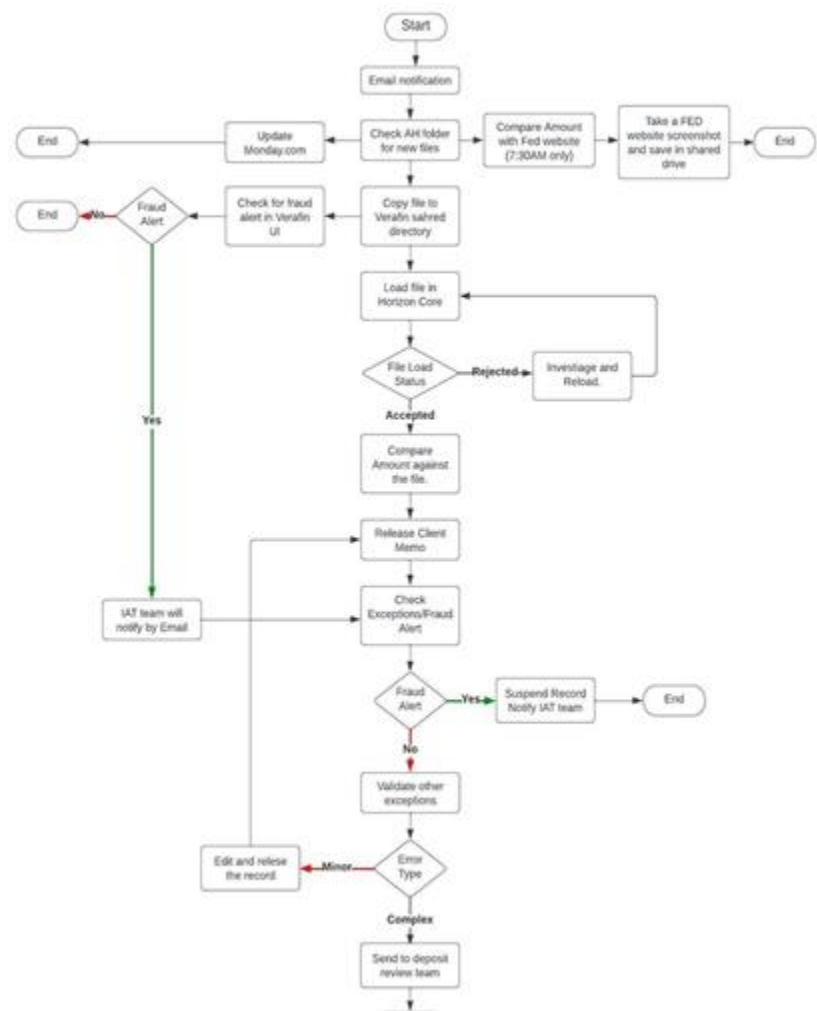 Start
Email notification
End
Update
Monday.com
Check AH folder
for new files
Compare Amount
with Fed website
(7:30AM only)
Take a FED
website screenshot
and save in shared
drive
End
End
No
Fraud
Alert
Check for fraud
alert in Verafin
UI
Copy file to
Verafin sahred
directory
Load file in
Horizon Core
File Load
Status
Rejected
Investiage and
Reload.
Accepted
Yes
Compare
Amount against
the file.
Release Client
Memo
IAT team will
notify by Email
Check
Exceptions/Fraud
Alert
Fraud
Alert
Yes
Suspend Record
Notify IAT team
End
No
Validate other
exceptions
Edit and relese
the record
Minor
Error
Type
Complex
Send to deposit
review team